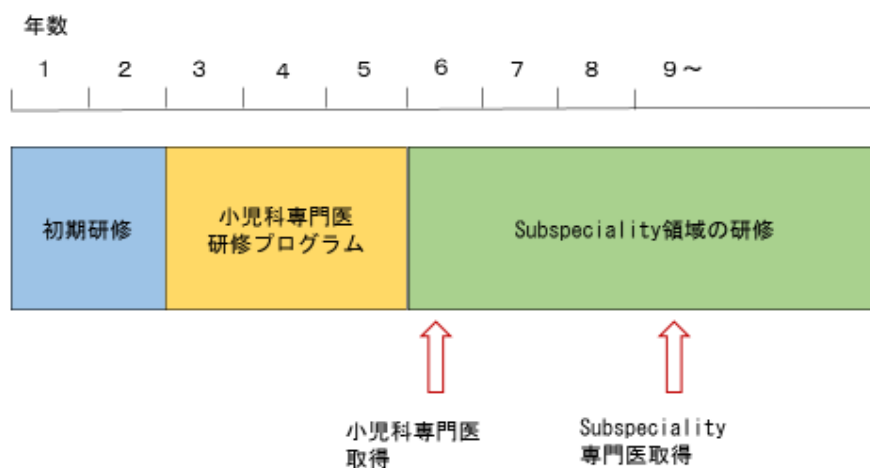 年数
1 2 3 4 5 6 7 8 9～
初期研修
小児科専門医
研修プログラム
Subspeciality領域の研修
小児科専門医
取得
Subspeciality
専門医取得